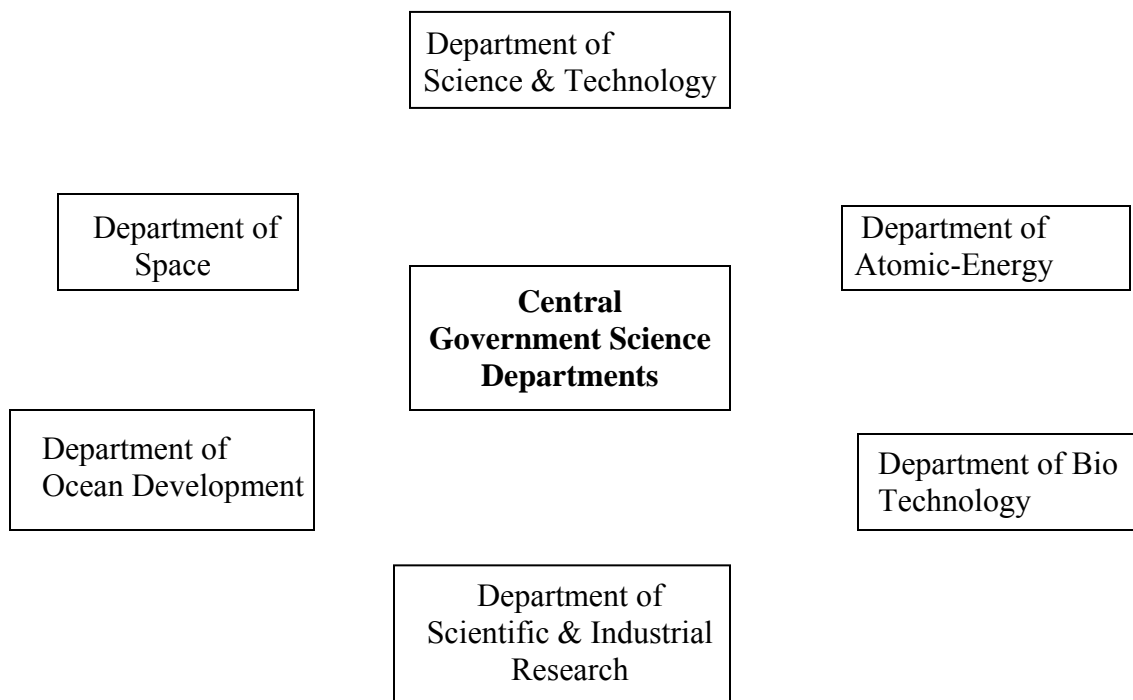 Department of
Science & Technology
Department of
Space
Department of
Atomic-Energy
Central
Government Science
Departments
Department of
Ocean Development
Department of Bio
Technology
Department of
Scientific & Industrial
Research